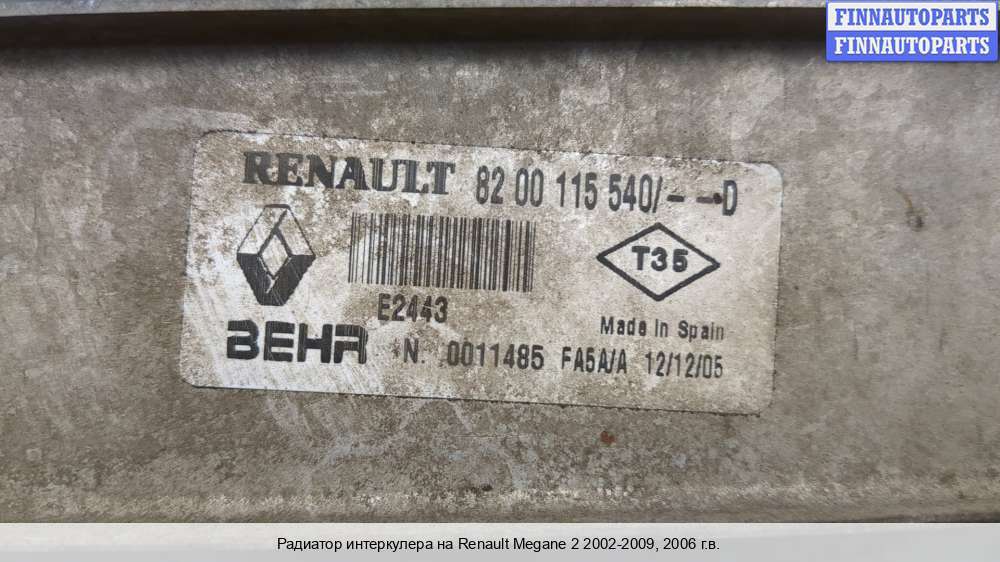 FINNAUTOPARTS
FINNAUTOPARTS
RENAULT 82 00 115 540/- -D
T35
E2443
Made In Spain
BEHR *N. 0011485 FA5A/A 12/12/05
Радиатор интеркулера на Renault Megane 2 2002-2009, 2006 г.в.